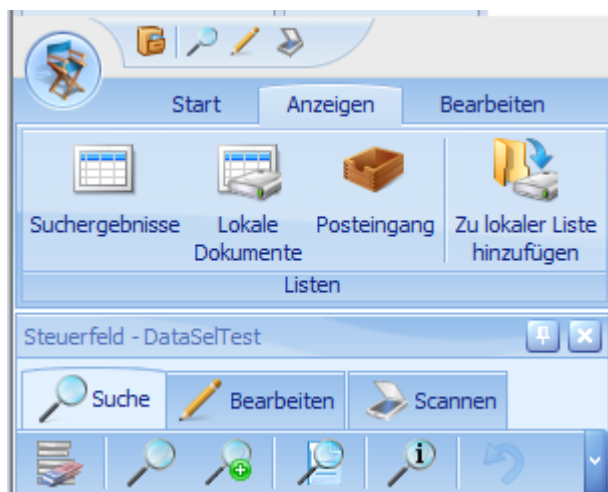 Start Anzeigen Bearbeiten
Suchergebnisse Lokale Dokumente Posteingang Zu lokaler Liste hinzufügen
Listen
Steuerfeld - DataSelTest
Suche Bearbeiten Scannen